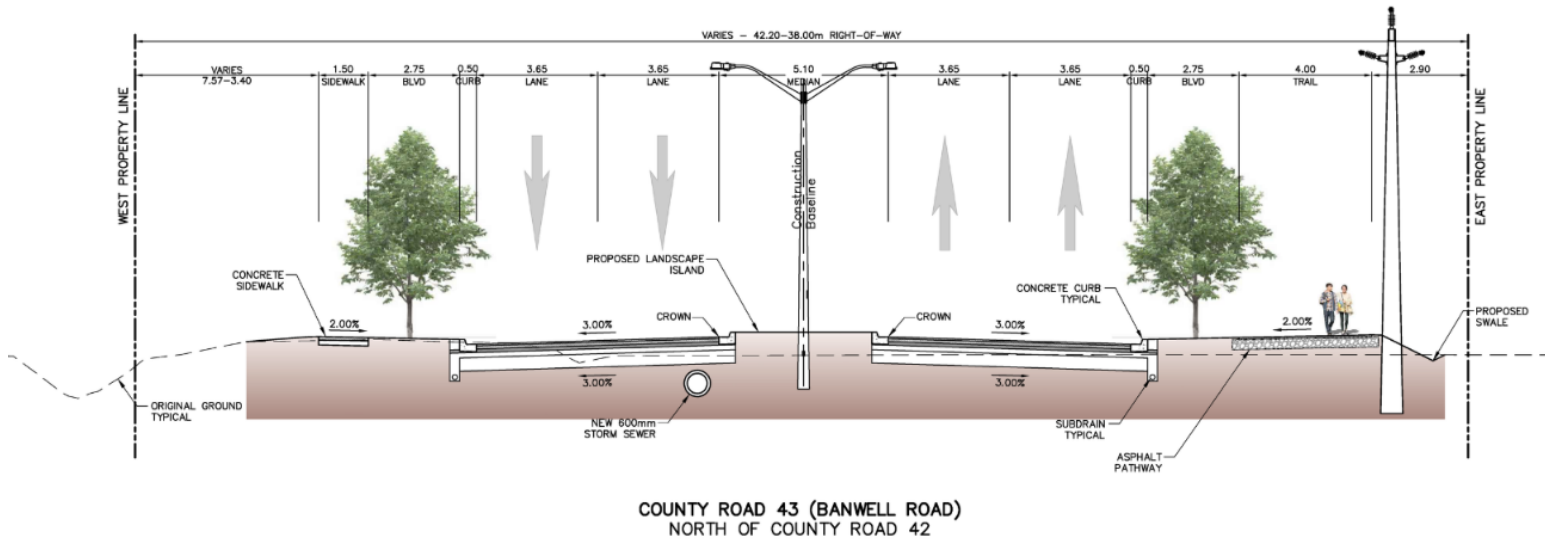 VARIES - 42.20-38.00m RIGHT-OF-WAY
VARIES
7.57-3.40
1.50
SIDEWALK
2.75
BLVD
0.50
CURB
3.65
LANE
3.65
LANE
5.10
MEDIAN
3.65
LANE
3.65
LANE
0.50
CURB
2.75
BLVD
4.00
TRAIL
2.90
WEST PROPERTY LINE
Construction
Baseline
EAST PROPERTY LINE
CONCRETE
SIDEWALK
PROPOSED LANDSCAPE
ISLAND
CONCRETE CURB
TYPICAL
2.00%
3.00%
CROWN
CROWN
3.00%
2.00%
PROPOSED
SWALE
3.00%
3.00%
ORIGINAL GROUND
TYPICAL
NEW 600mm
STORM SEWER
SUBDRAIN
TYPICAL
ASPHALT
PATHWAY
COUNTY ROAD 43 (BANWELL ROAD)
NORTH OF COUNTY ROAD 42